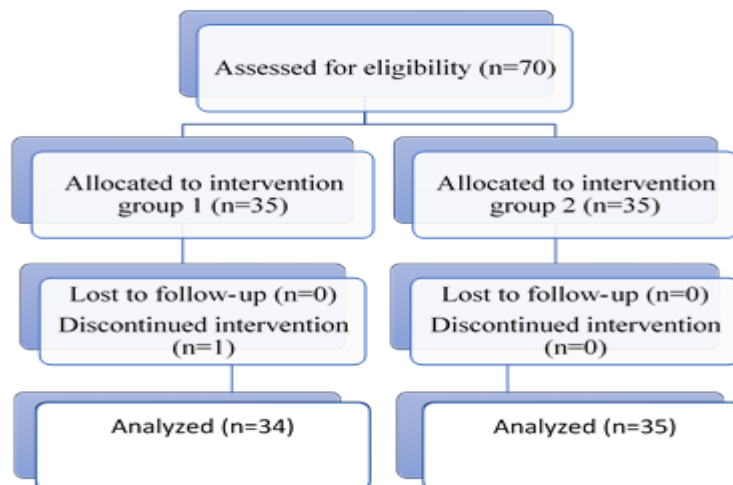 Assessed for eligibility (n=70)
Allocated to intervention
group 1 (n=35)
Allocated to intervention
group 2 (n=35)
Lost to follow-up (n=0)
Discontinued intervention
(n=1)
Lost to follow-up (n=0)
Discontinued intervention
(n=0)
Analyzed (n=34)
Analyzed (n=35)